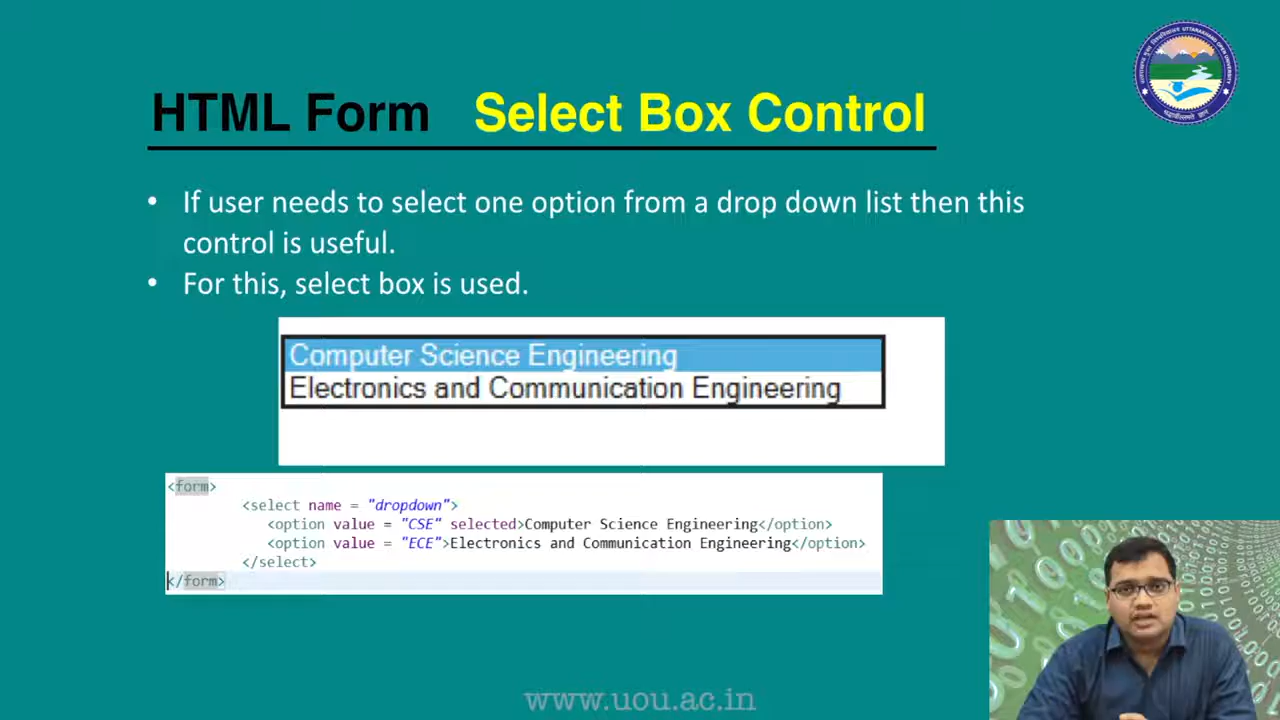 HTML Form Select Box Control
• If user needs to select one option from a drop down list then this
control is useful.
• For this, select box is used.
Computer Science Engineering
Electronics and Communication Engineering
<form>
<select name = "dropdown">
<option value = "CSE" selected>Computer Science Engineering</option>
<option value = "ECE">Electronics and Communication Engineering</option>
</select>
</form>
www.uou.ac.in
UTTARAKHAND OPEN UNIVERSITY